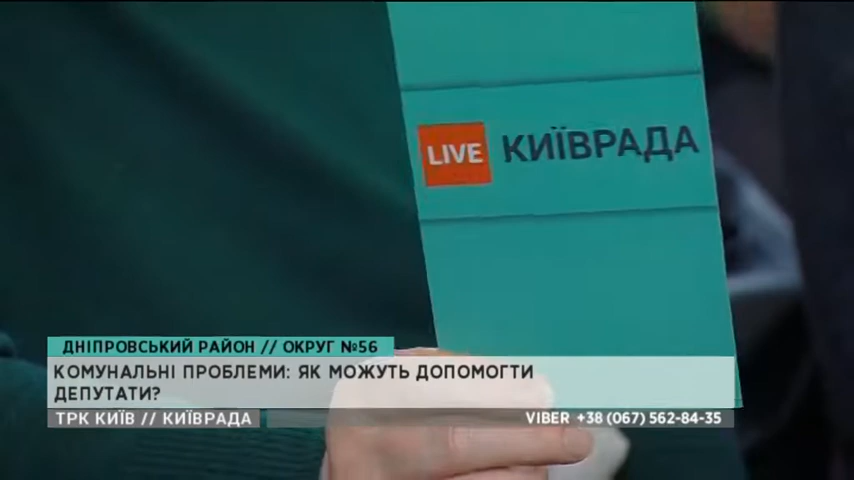 LIVE КИЇВРАДА
ДНІПРОВСЬКИЙ РАЙОН // ОКРУГ №56
КОМУНАЛЬНІ ПРОБЛЕМИ: ЯК МОЖУТЬ ДОПОМОГТИ
ДЕПУТАТИ?
ТРК КИЇВ // КИЇВРАДА
VIBER +38 (067) 562-84-35